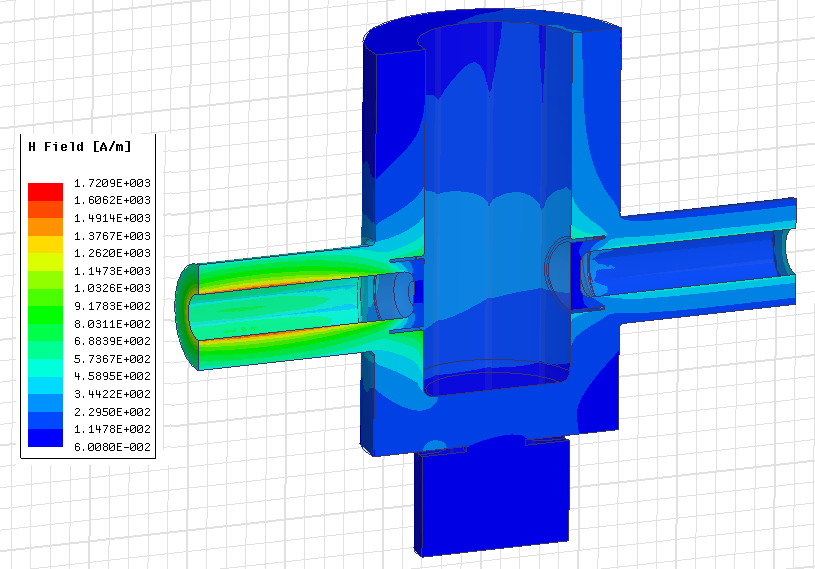 H Field [A/m]
1.7209E+003
1.6062E+003
1.4914E+003
1.3767E+003
1.2620E+003
1.1473E+003
1.0326E+003
9.1783E+002
8.0311E+002
6.8839E+002
5.7367E+002
4.5895E+002
3.4422E+002
2.2950E+002
1.1478E+002
6.0080E-002